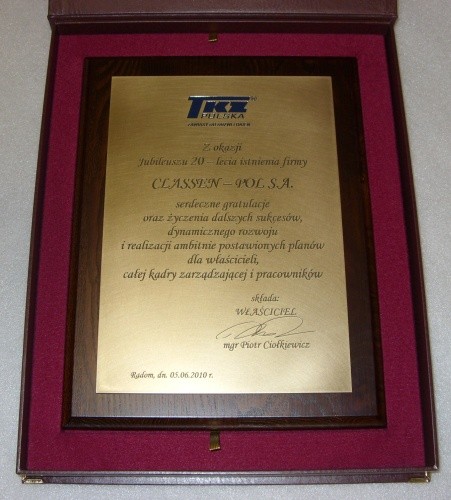 TKZ
POLSKA
Z okazji
Jubileuszu 20 – lecia istnienia firmy
CLASSEN – POL S.A.
serdeczne gratulacje
oraz życzenia dalszych sukcesów,
dynamicznego rozwoju
i realizacji ambitnie postawionych planów
dla właścicieli,
całej kadry zarządzającej i pracowników
składa:
WŁAŚCICIEL
mgr Piotr Ciołkiewicz
Radom, dn. 05.06.2010 r.